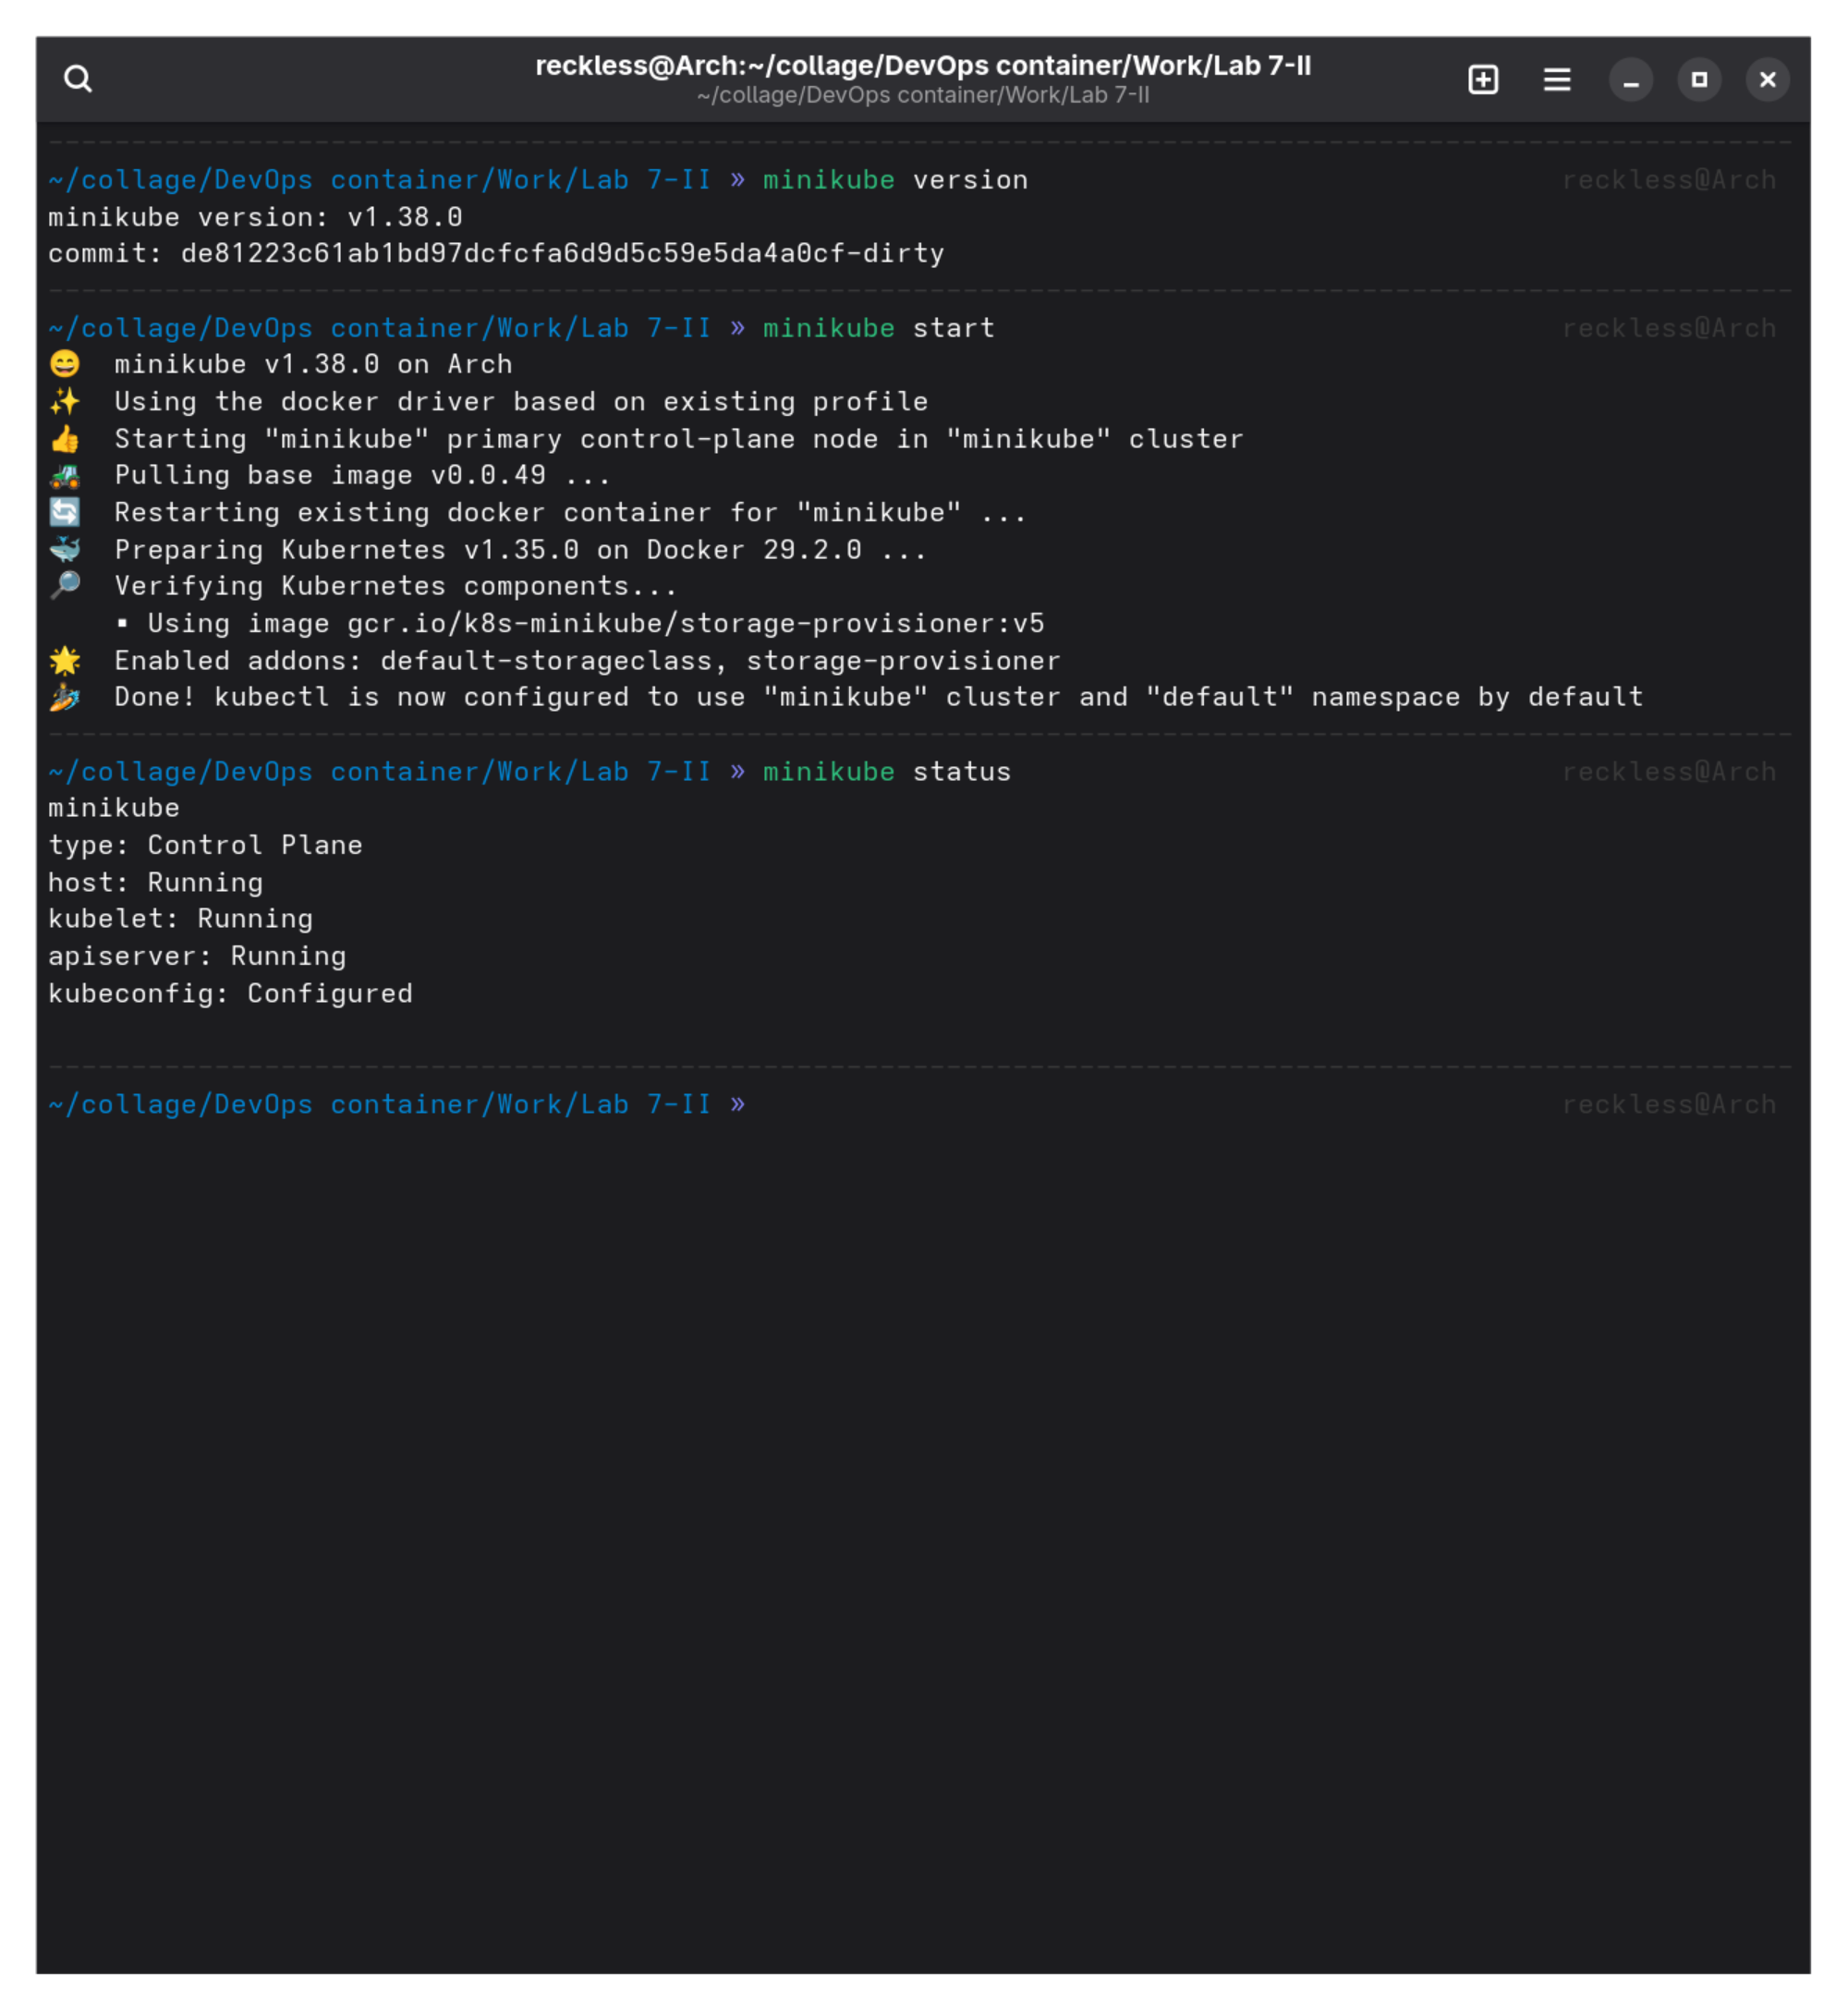 reckless@Arch:~/collage/DevOps container/Work/Lab 7-II
~/collage/DevOps container/Work/Lab 7-II
~/collage/DevOps container/Work/Lab 7-II » minikube version reckless@Arch
minikube version: v1.38.0
commit: de81223c61ab1bd97dcfcfa6d9d5c59e5da4a0cf-dirty
~/collage/DevOps container/Work/Lab 7-II » minikube start reckless@Arch
😄 minikube v1.38.0 on Arch
✨ Using the docker driver based on existing profile
👍 Starting "minikube" primary control-plane node in "minikube" cluster
🚜 Pulling base image v0.0.49 ...
🔄 Restarting existing docker container for "minikube" ...
🐳 Preparing Kubernetes v1.35.0 on Docker 29.2.0 ...
🔎 Verifying Kubernetes components...
▪ Using image gcr.io/k8s-minikube/storage-provisioner:v5
🌟 Enabled addons: default-storageclass, storage-provisioner
🏄 Done! kubectl is now configured to use "minikube" cluster and "default" namespace by default
~/collage/DevOps container/Work/Lab 7-II » minikube status reckless@Arch
minikube
type: Control Plane
host: Running
kubelet: Running
apiserver: Running
kubeconfig: Configured
~/collage/DevOps container/Work/Lab 7-II » reckless@Arch